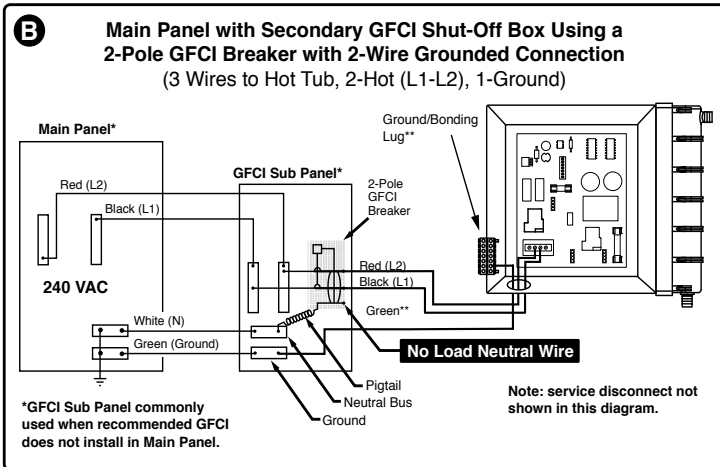 B
Main Panel with Secondary GFCI Shut-Off Box Using a
2-Pole GFCI Breaker with 2-Wire Grounded Connection
(3 Wires to Hot Tub, 2-Hot (L1-L2), 1-Ground)
Ground/Bonding
Lug**
Main Panel*
GFCI Sub Panel*
2-Pole
GFCI
Breaker
Red (L2)
Black (L1)
240 VAC
Red (L2)
Black (L1)
Green**
White (N)
Green (Ground)
No Load Neutral Wire
Pigtail
Neutral Bus
Ground
*GFCI Sub Panel commonly
used when recommended GFCI
does not install in Main Panel.
Note: service disconnect not
shown in this diagram.